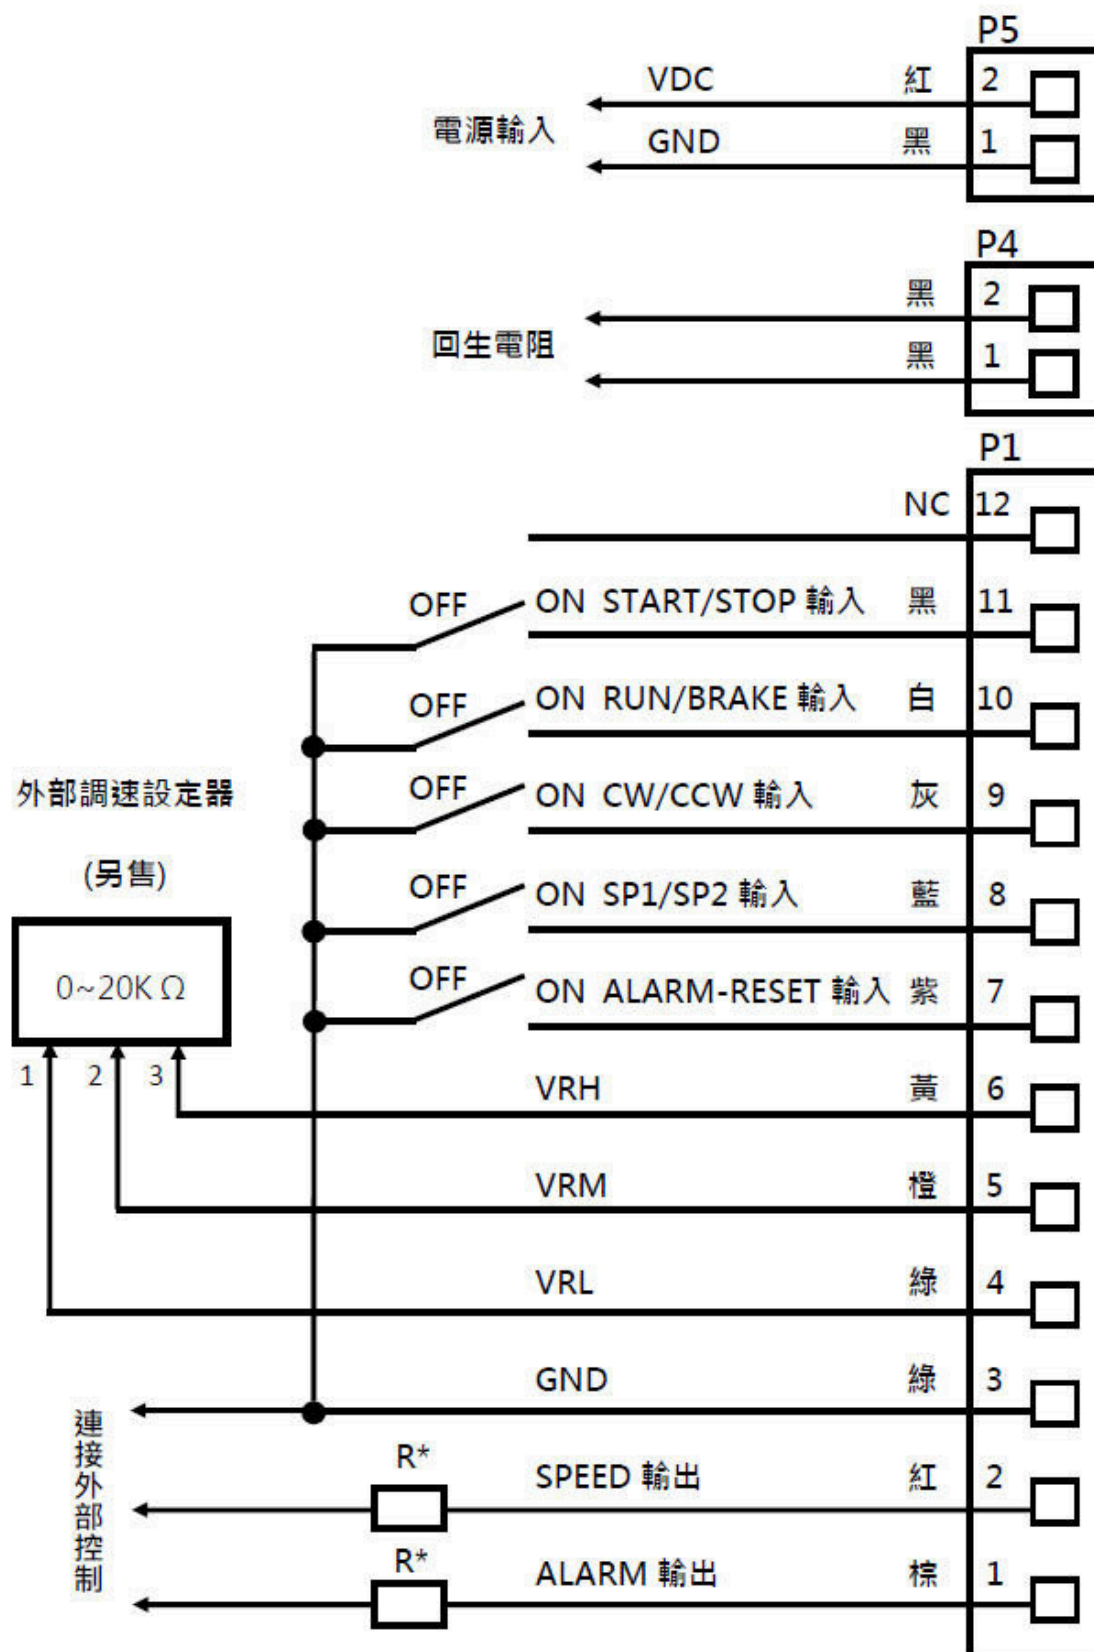 P5
VDC 紅 2
電源輸入
GND 黑 1
P4
黑 2
回生電阻
黑 1
P1
NC 12
OFF ON START/STOP 輸入 黑 11
OFF ON RUN/BRAKE 輸入 白 10
外部調速設定器
OFF ON CW/CCW 輸入 灰 9
(另售)
OFF ON SP1/SP2 輸入 藍 8
0~20K Ω
OFF ON ALARM-RESET 輸入 紫 7
1 2 3
VRH 黃 6
VRM 橙 5
VRL 綠 4
GND 綠 3
連接外部控制
R* SPEED 輸出 紅 2
R* ALARM 輸出 棕 1